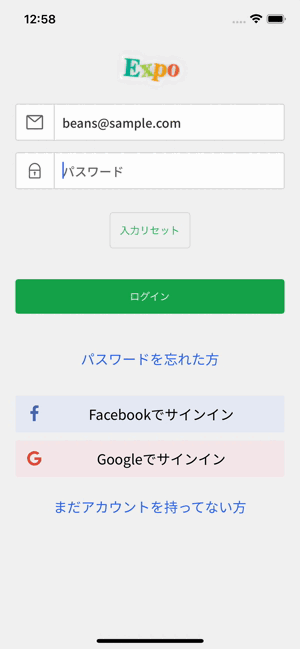 12:58
Expo
beans@sample.com
パスワード
入力リセット
ログイン
パスワードを忘れた方
Facebookでサインイン
Googleでサインイン
まだアカウントを持ってない方